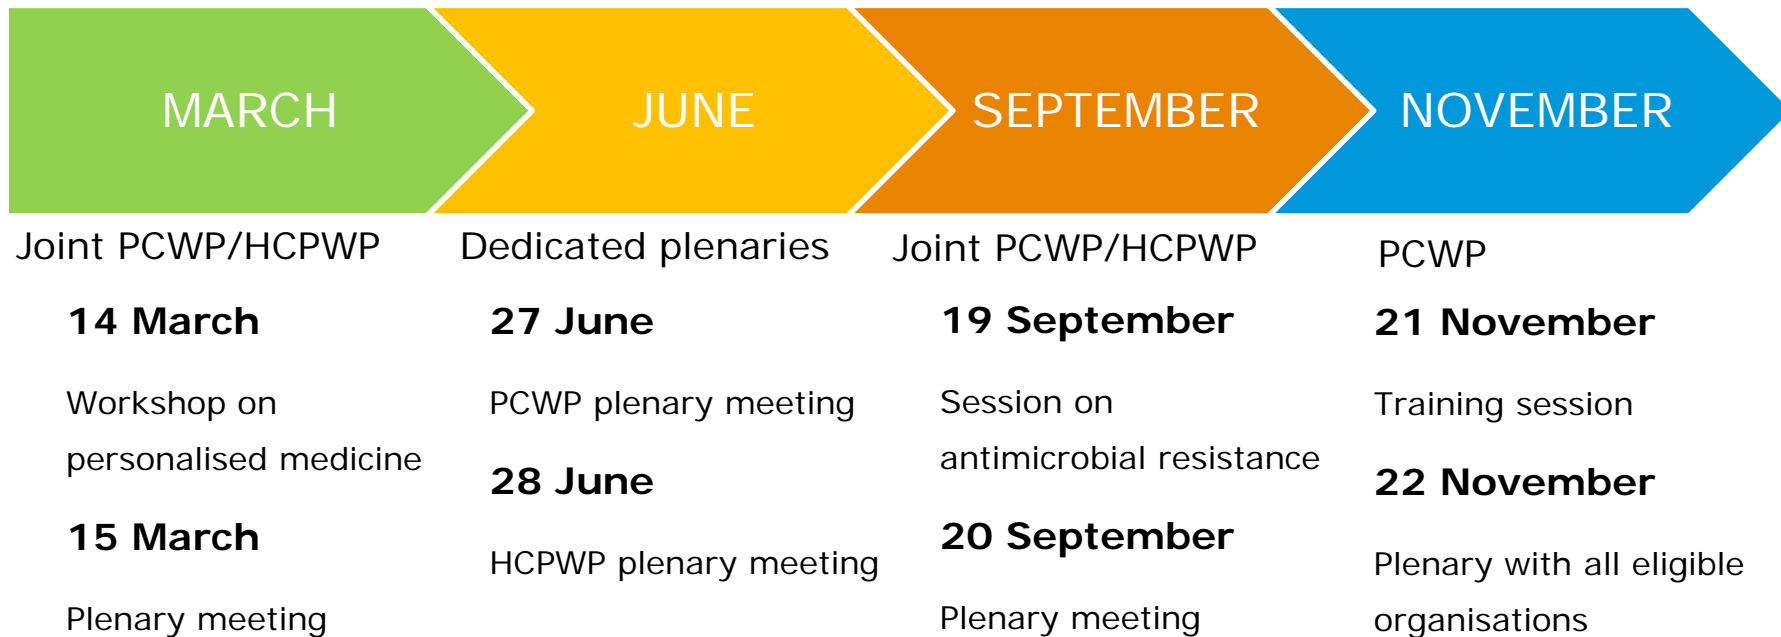 MARCH
JUNE
SEPTEMBER
NOVEMBER
Joint PCWP/HCPWP
14 March
Workshop on
personalised medicine
15 March
Plenary meeting
Dedicated plenaries
27 June
PCWP plenary meeting
28 June
HCPWP plenary meeting
Joint PCWP/HCPWP
19 September
Session on
antimicrobial resistance
20 September
Plenary meeting
PCWP
21 November
Training session
22 November
Plenary with all eligible
organisations